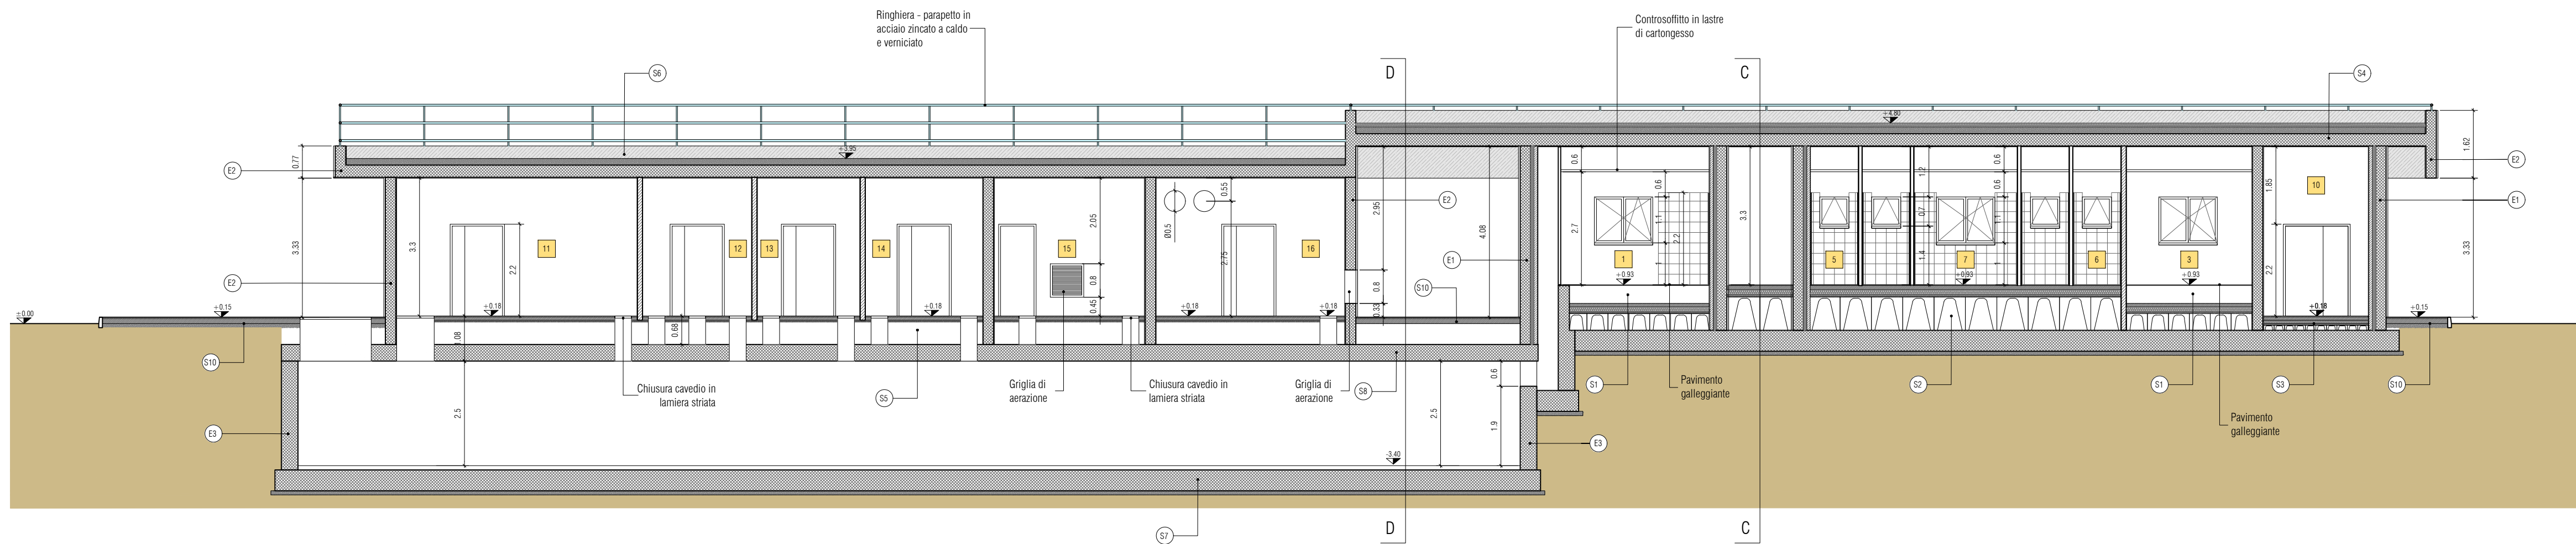 Ringhiera - parapetto in
acciaio zincato a caldo
e verniciato
Controsoffitto in lastre
di cartongesso
D
C
S6
S4
+4.80
+3.95
0.77
E2
1.62
E2
0.6
0.6
1.2
0.6
0.6
1.85
10
E2
2.95
4.08
3.3
0.55
Ø0.5
2.05
2.75
E1
3.33
3.3
2.2
11
12
13
14
15
16
0.8
0.45
0.8
0.33
E1
2.7
1.1
2.2
1
1
3.3
5
0.7
1.4
7
1.1
1
6
3
2.2
3.33
E2
S10
+0.93
+0.93
+0.93
±0.00
+0.15
+0.18
+0.18
+0.18
+0.18
+0.18
+0.15
1.08
0.68
S10
S5
S8
S1
S2
S1
S3
S10
Chiusura cavedio in
lamiera striata
Griglia di
aerazione
Chiusura cavedio in
lamiera striata
Griglia di
aerazione
Pavimento
galleggiante
Pavimento
galleggiante
0.6
2.5
2.5
1.9
E3
E3
-3.40
S7
D
C